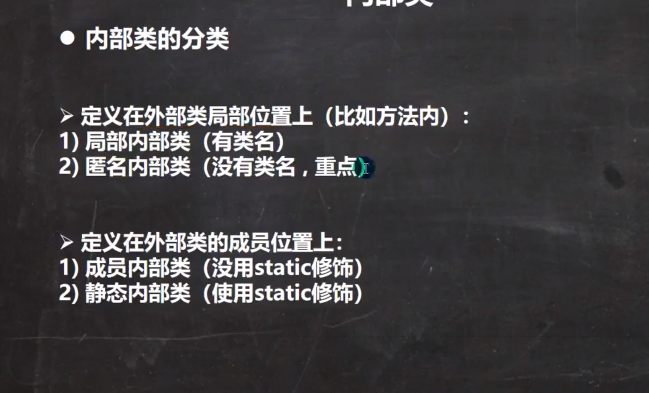 内部类
● 内部类的分类
➢ 定义在外部类局部位置上（比如方法内）：
1) 局部内部类（有类名）
2) 匿名内部类（没有类名，重点）
➢ 定义在外部类的成员位置上：
1) 成员内部类（没用static修饰）
2) 静态内部类（使用static修饰）